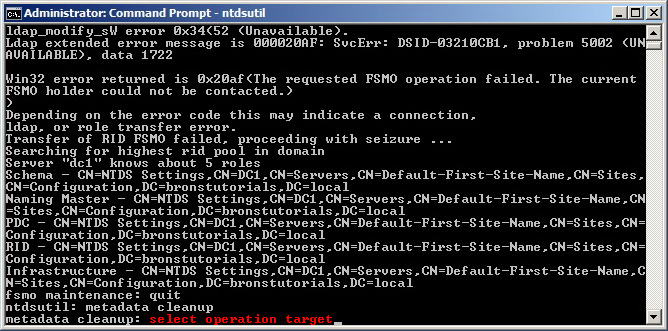 Administrator: Command Prompt - ntdsutil
ldap_modify_sW error 0x34(52 (Unavailable).
Ldap extended error message is 000020AF: SvcErr: DSID-03210CB1, problem 5002 (UN
AVAILABLE), data 1722
Win32 error returned is 0x20af(The requested FSMO operation failed. The current
FSMO holder could not be contacted.)
)
Depending on the error code this may indicate a connection,
ldap, or role transfer error.
Transfer of RID FSMO failed, proceeding with seizure ...
Searching for highest rid pool in domain
Server "dc1" knows about 5 roles
Schema - CN=NTDS Settings,CN=DC1,CN=Servers,CN=Default-First-Site-Name,CN=Sites,
CN=Configuration,DC=bronstutorials,DC=local
Naming Master - CN=NTDS Settings,CN=DC1,CN=Servers,CN=Default-First-Site-Name,CN
=Sites,CN=Configuration,DC=bronstutorials,DC=local
PDC - CN=NTDS Settings,CN=DC1,CN=Servers,CN=Default-First-Site-Name,CN=Sites,CN=
Configuration,DC=bronstutorials,DC=local
RID - CN=NTDS Settings,CN=DC1,CN=Servers,CN=Default-First-Site-Name,CN=Sites,CN=
Configuration,DC=bronstutorials,DC=local
Infrastructure - CN=NTDS Settings,CN=DC1,CN=Servers,CN=Default-First-Site-Name,C
N=Sites,CN=Configuration,DC=bronstutorials,DC=local
fsmo maintenance: quit
ntdsutil: metadata cleanup
metadata cleanup: select operation target